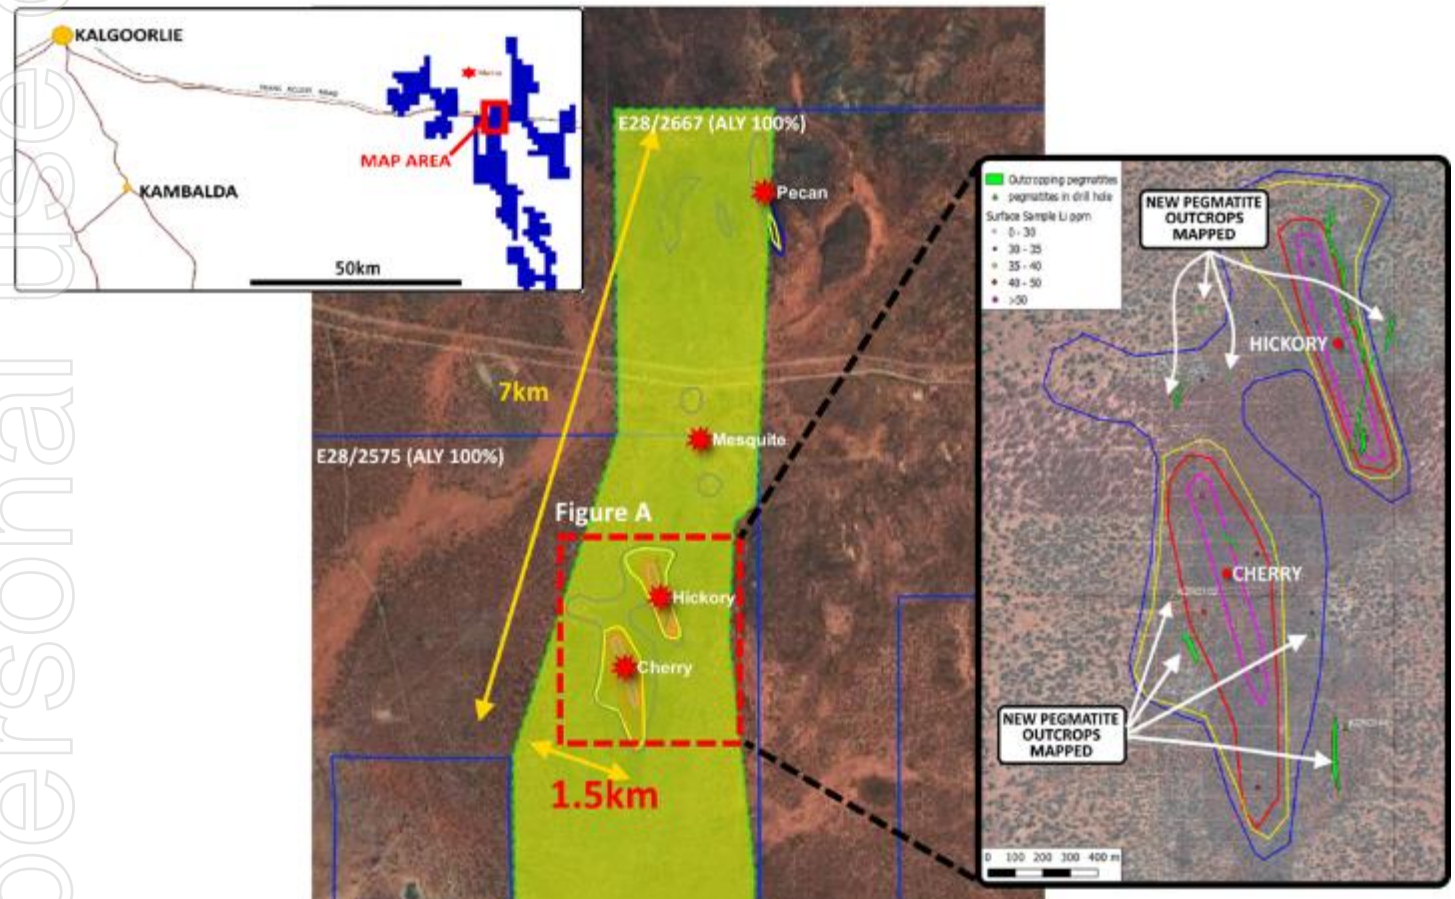 personal use
KALGOORLIE
KAMBALDA
MAP AREA
50km
E28/2667 (ALY 100%)
Pecan
7km
Mesquite
E28/2575 (ALY 100%)
Figure A
Hickory
Cherry
1.5km
Outcropping pegmatites
pegmatites in drill hole
Surface Sample Li ppm
0 - 30
30 - 35
35 - 40
40 - 50
>50
NEW PEGMATITE
OUTCROPS
MAPPED
HICKORY
CHERRY
NEW PEGMATITE
OUTCROPS
MAPPED
0 100 200 300 400 m